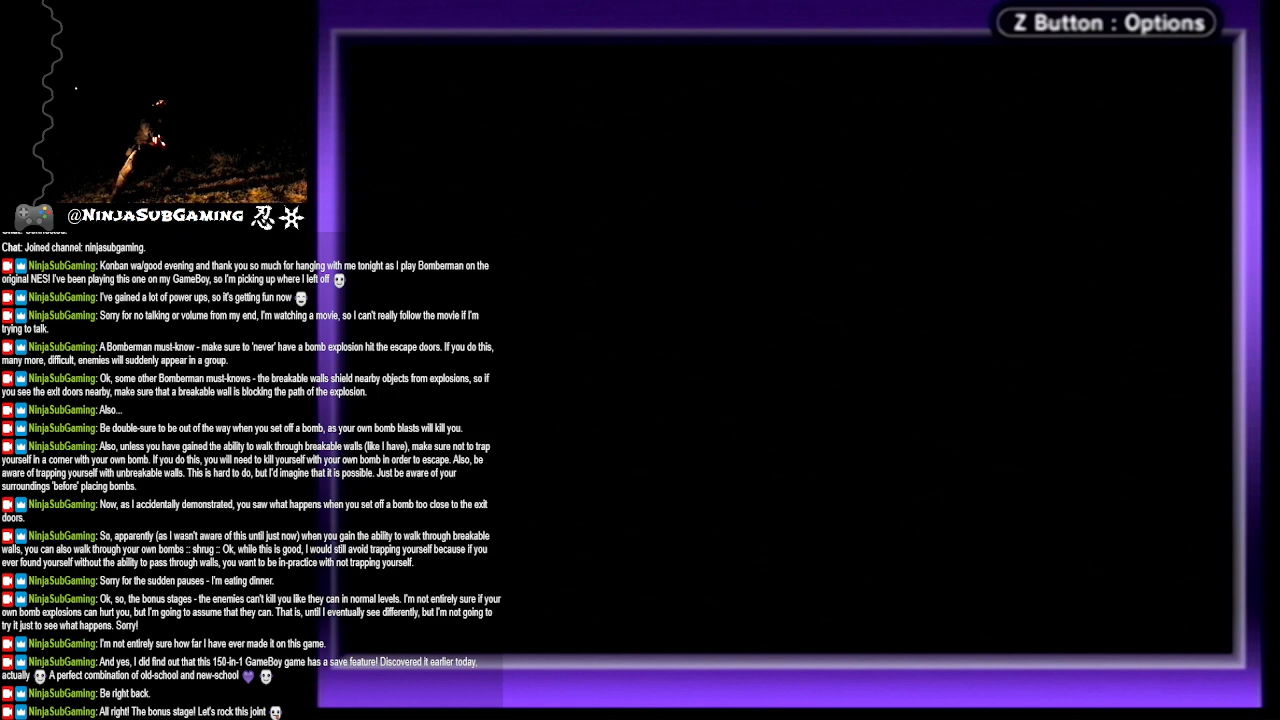 Z Button : Options
@NinjaSubGaming 忍
Chat: Connected.
Chat: Joined channel: ninjasubgaming.
NinjaSubGaming: Konban wa/good evening and thank you so much for hanging with me tonight as I play Bomberman on the
original NES! I've been playing this one on my GameBoy, so I'm picking up where I left off
NinjaSubGaming: I've gained a lot of power ups, so it's getting fun now
NinjaSubGaming: Sorry for no talking or volume from my end, I'm watching a movie, so I can't really follow the movie if I'm
trying to talk.
NinjaSubGaming: A Bomberman must-know - make sure to 'never' have a bomb explosion hit the escape doors. If you do this,
many more, difficult, enemies will suddenly appear in a group.
NinjaSubGaming: Ok, some other Bomberman must-knows - the breakable walls shield nearby objects from explosions, so if
you see the exit doors nearby, make sure that a breakable wall is blocking the path of the explosion.
NinjaSubGaming: Also...
NinjaSubGaming: Be double-sure to be out of the way when you set off a bomb, as your own bomb blasts will kill you.
NinjaSubGaming: Also, unless you have gained the ability to walk through breakable walls (like I have), make sure not to trap
yourself in a corner with your own bomb. If you do this, you will need to kill yourself with your own bomb in order to escape. Also, be
aware of trapping yourself with unbreakable walls. This is hard to do, but I'd imagine that it is possible. Just be aware of your
surroundings 'before' placing bombs.
NinjaSubGaming: Now, as I accidentally demonstrated, you saw what happens when you set off a bomb too close to the exit
doors.
NinjaSubGaming: So, apparently (as I wasn't aware of this until just now) when you gain the ability to walk through breakable
walls, you can also walk through your own bombs :: shrug :: Ok, while this is good, I would still avoid trapping yourself because if you
ever found yourself without the ability to pass through walls, you want to be in-practice with not trapping yourself.
NinjaSubGaming: Sorry for the sudden pauses - I'm eating dinner.
NinjaSubGaming: Ok, so, the bonus stages - the enemies can't kill you like they can in normal levels. I'm not entirely sure if your
own bomb explosions can hurt you, but I'm going to assume that they can. That is, until I eventually see differently, but I'm not going to
try it just to see what happens. Sorry!
NinjaSubGaming: I'm not entirely sure how far I have ever made it on this game.
NinjaSubGaming: And yes, I did find out that this 150-in-1 GameBoy game has a save feature! Discovered it earlier today,
actually A perfect combination of old-school and new-school
NinjaSubGaming: Be right back.
NinjaSubGaming: All right! The bonus stage! Let's rock this joint